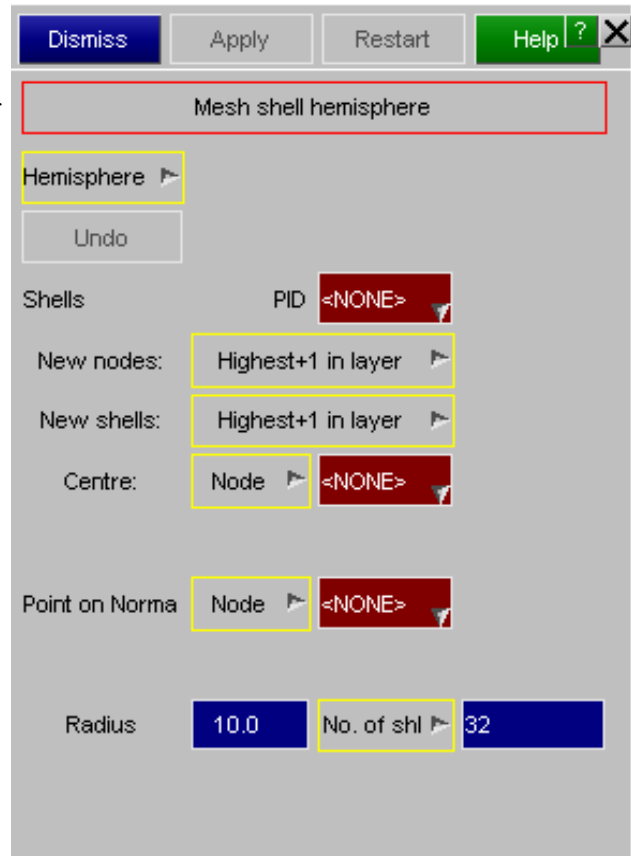 Dismiss Apply Restart Help ? X
Mesh shell hemisphere
Hemisphere
Undo
Shells PID <NONE>
New nodes: Highest+1 in layer
New shells: Highest+1 in layer
Centre: Node <NONE>
Point on Norma Node <NONE>
Radius 10.0 No. of shl 32